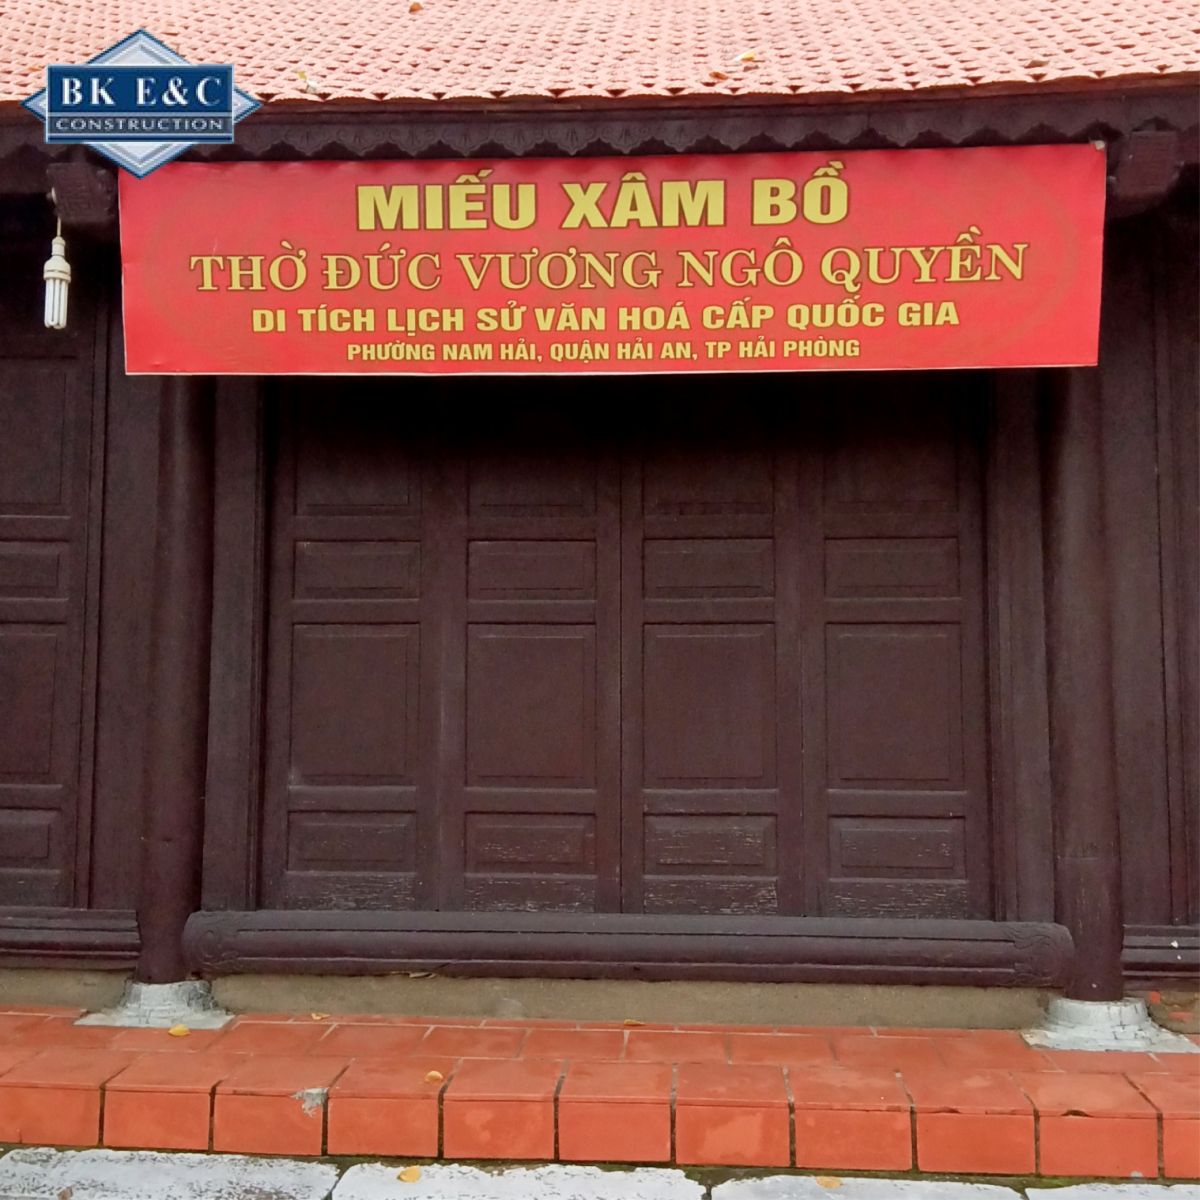 BK E&C
CONSTRUCTION
MIẾU XÂM BỒ
THỜ ĐỨC VƯƠNG NGÔ QUYỀN
DI TÍCH LỊCH SỬ VĂN HOÁ CẤP QUỐC GIA
PHƯỜNG NAM HẢI, QUẬN HẢI AN, TP HẢI PHÒNG